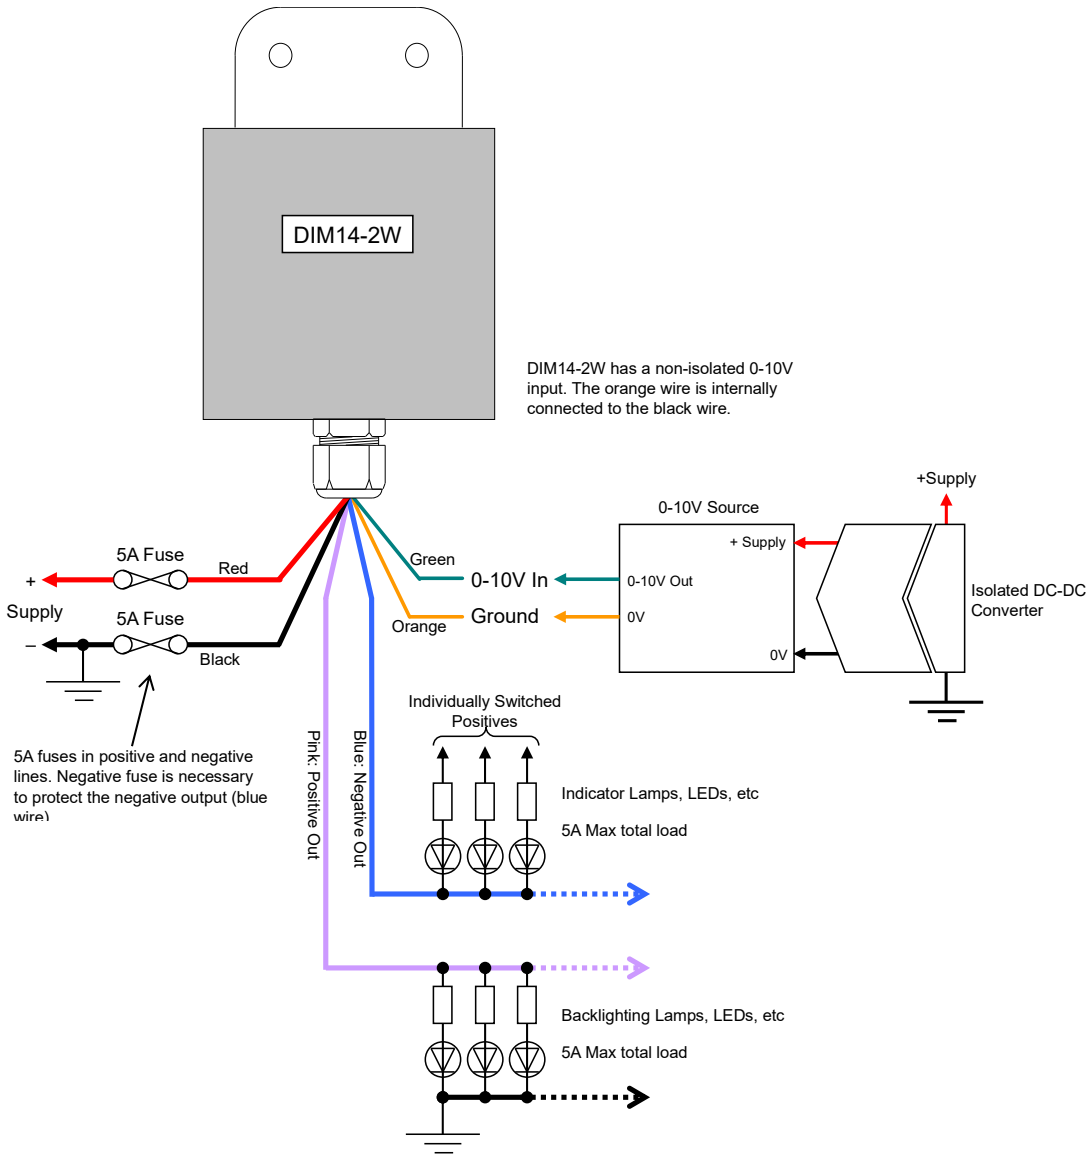 DIM14-2W
DIM14-2W has a non-isolated 0-10V
input. The orange wire is internally
connected to the black wire.
+Supply
0-10V Source
+ Supply
5A Fuse
Red
Green
0-10V In
0-10V Out
Isolated DC-DC
Converter
+
Supply
5A Fuse
Orange
Ground
0V
–
Black
0V
Individually Switched
Positives
5A fuses in positive and negative
lines. Negative fuse is necessary
to protect the negative output (blue
wire)
Pink: Positive Out
Blue: Negative Out
Indicator Lamps, LEDs, etc
5A Max total load
Backlighting Lamps, LEDs, etc
5A Max total load